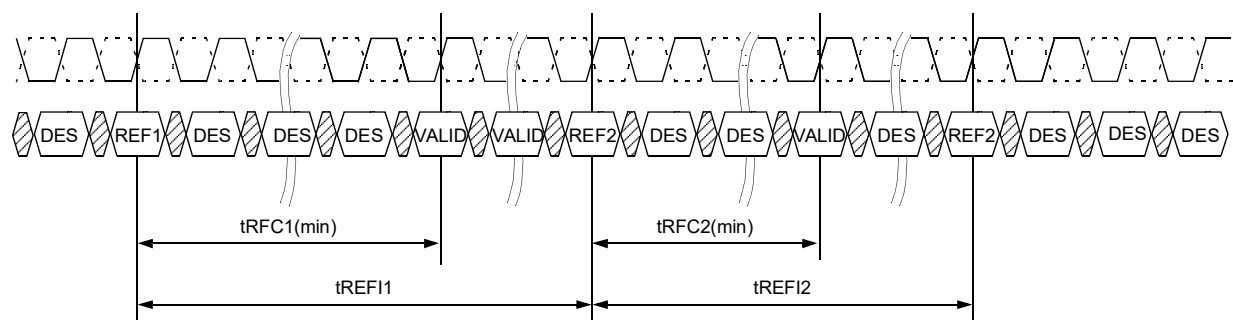 DES REF1 DES DES DES VALID VALID REF2 DES DES VALID DES REF2 DES DES DES
tRFC1(min) tRFC2(min)
tREFI1 tREFI2